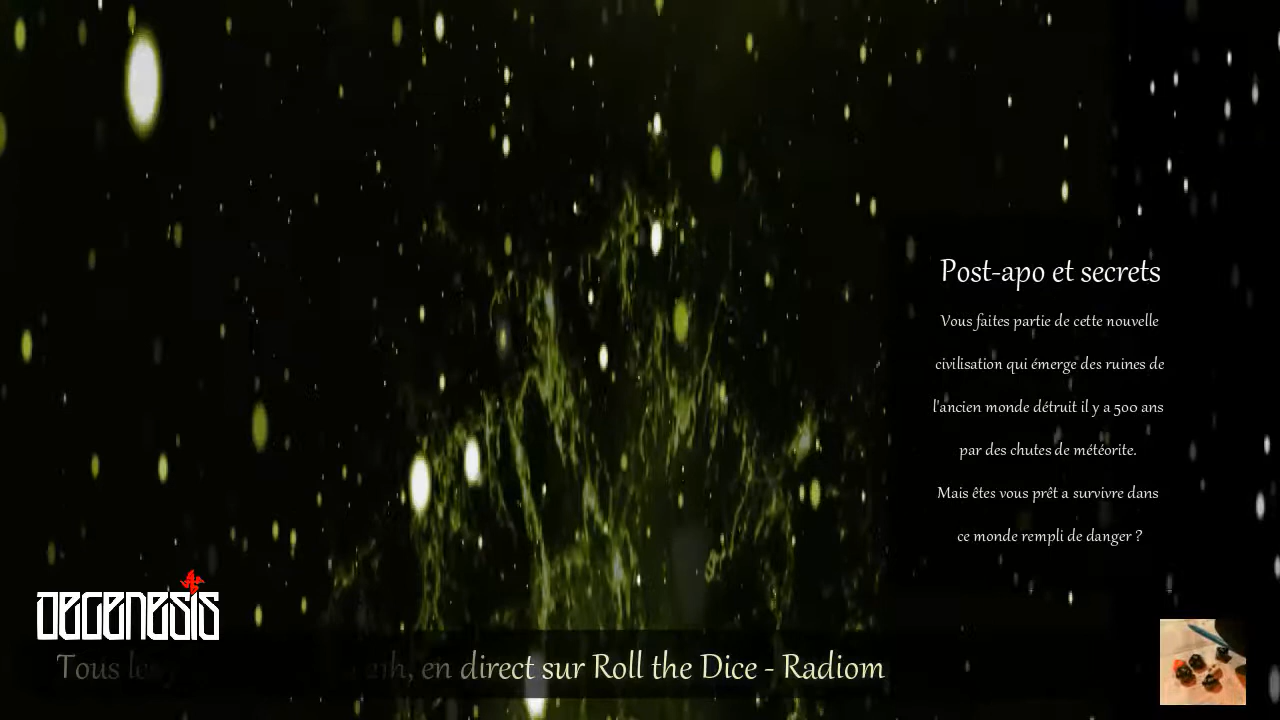 Post-apo et secrets
Vous faites partie de cette nouvelle
civilisation qui émerge des ruines de
l'ancien monde détruit il y a 500 ans
par des chutes de météorite.
Mais êtes vous prêt a survivre dans
ce monde rempli de danger ?
DEGENESIS
Tous 21h, en direct sur Roll the Dice - Radiom